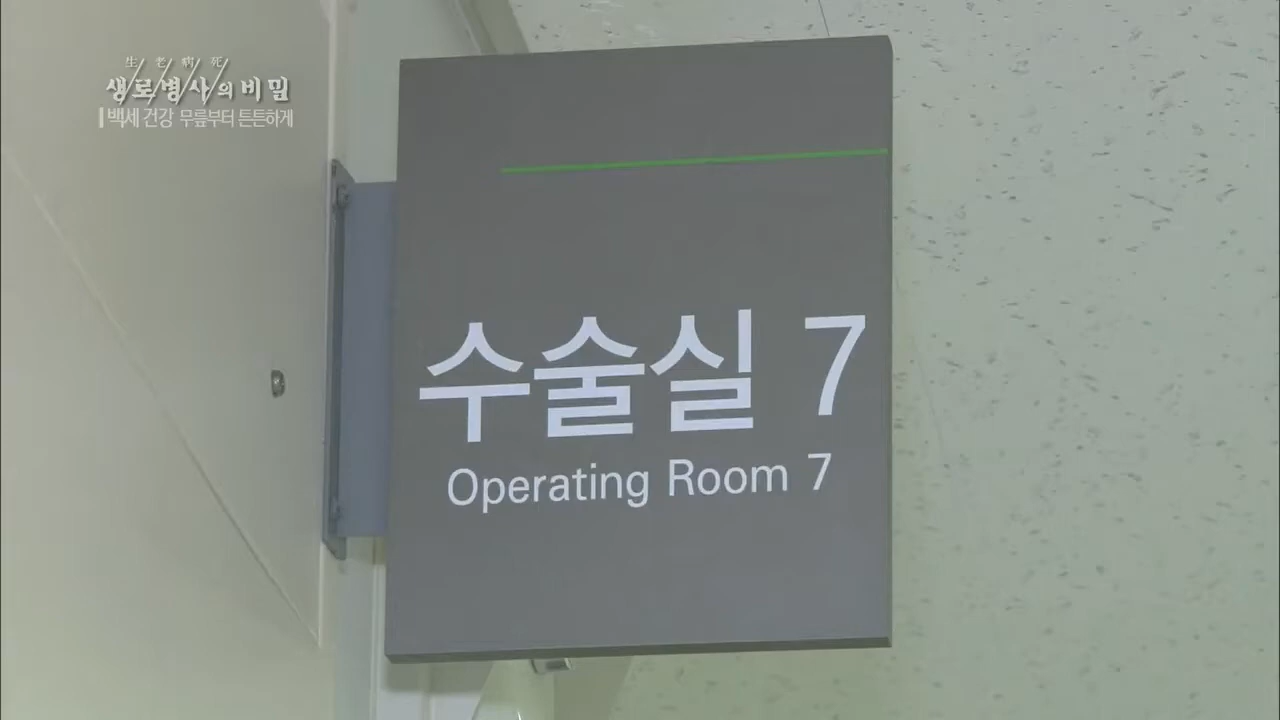 生老病死
생로병사의 비밀
백세 건강 무릎부터 튼튼하게
수술실 7
Operating Room 7